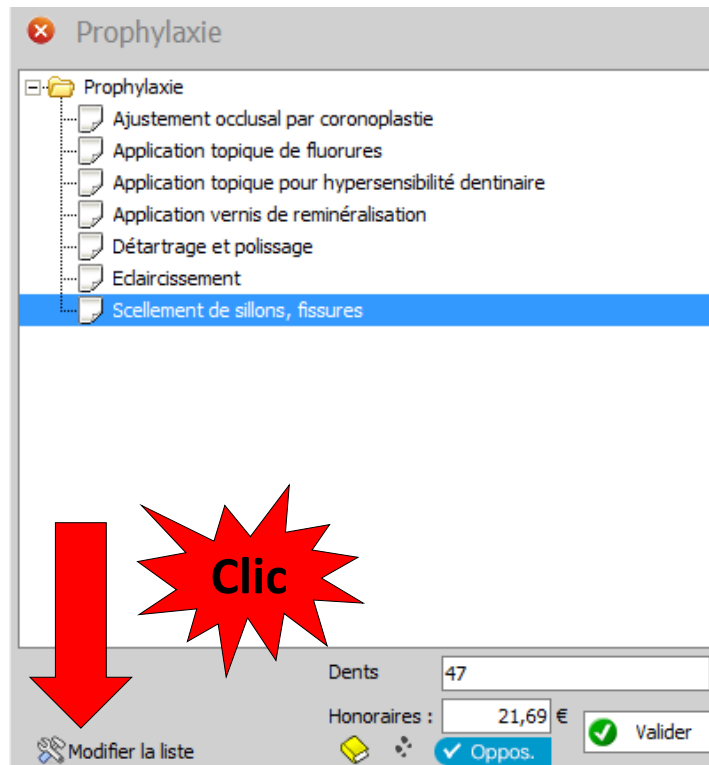 Prophylaxie
Prophylaxie
Ajustement occlusal par coronoplastie
Application topique de fluorures
Application topique pour hypersensibilité dentinaire
Application vernis de reminéralisation
Détartrage et polissage
Eclaircissement
Scellement de sillons, fissures
Clic
Dents 47
Honoraires : 21,69 €
Valider
Modifier la liste
Oppos.